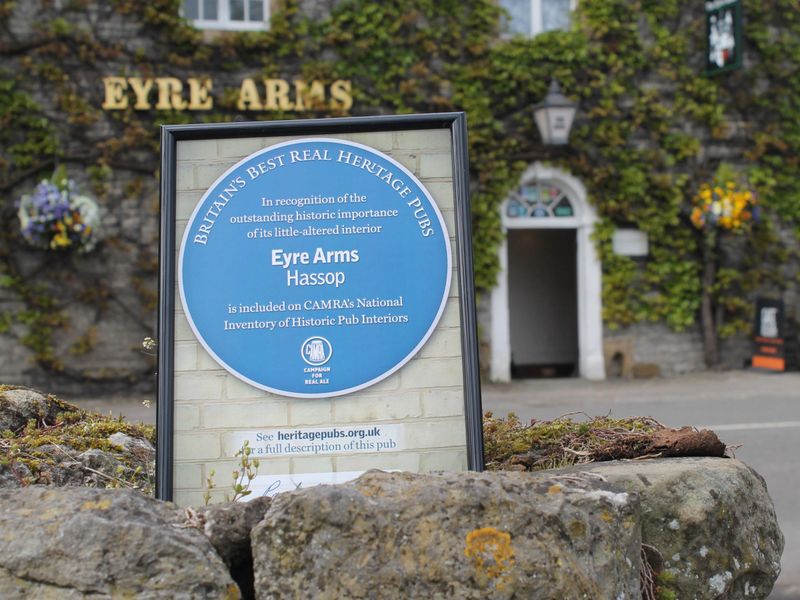 EYRE ARMS
BRITAIN'S BEST REAL HERITAGE PUBS
In recognition of the
outstanding historic importance
of its little-altered interior
Eyre Arms
Hassop
is included on CAMRA's National
Inventory of Historic Pub Interiors
CAMRA
CAMPAIGN
FOR
REAL ALE
See heritagepubs.org.uk
for a full description of this pub